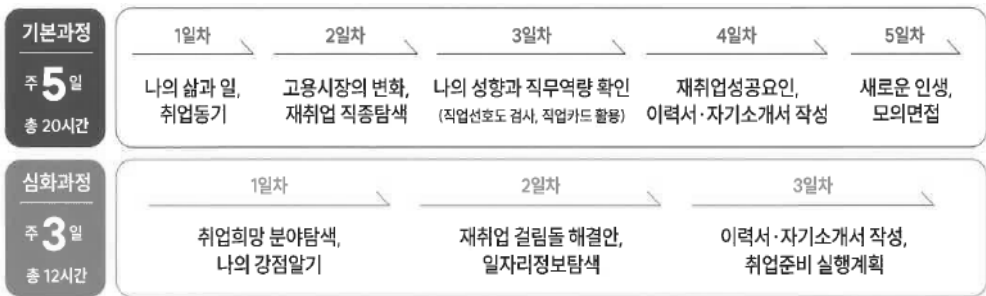 기본과정
주 5 일
총 20시간
1일차
나의 삶과 일,
취업동기
2일차
고용시장의 변화,
재취업 직종탐색
3일차
나의 성향과 직무역량 확인
(직업선호도 검사, 직업카드 활용)
4일차
재취업성공요인,
이력서·자기소개서 작성
5일차
새로운 인생,
모의면접
심화과정
주 3 일
총 12시간
1일차
취업희망 분야탐색,
나의 강점알기
2일차
재취업 걸림돌 해결안,
일자리정보탐색
3일차
이력서·자기소개서 작성,
취업준비 실행계획